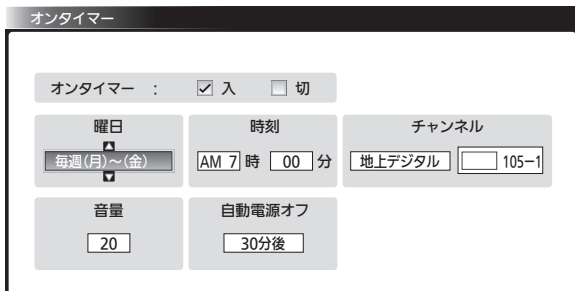 オンタイマー
オンタイマー : 入 切
曜日 時刻 チャンネル
毎週(月)~(金) AM 7 時 00 分 地上デジタル 105-1
音量 自動電源オフ
20 30分後